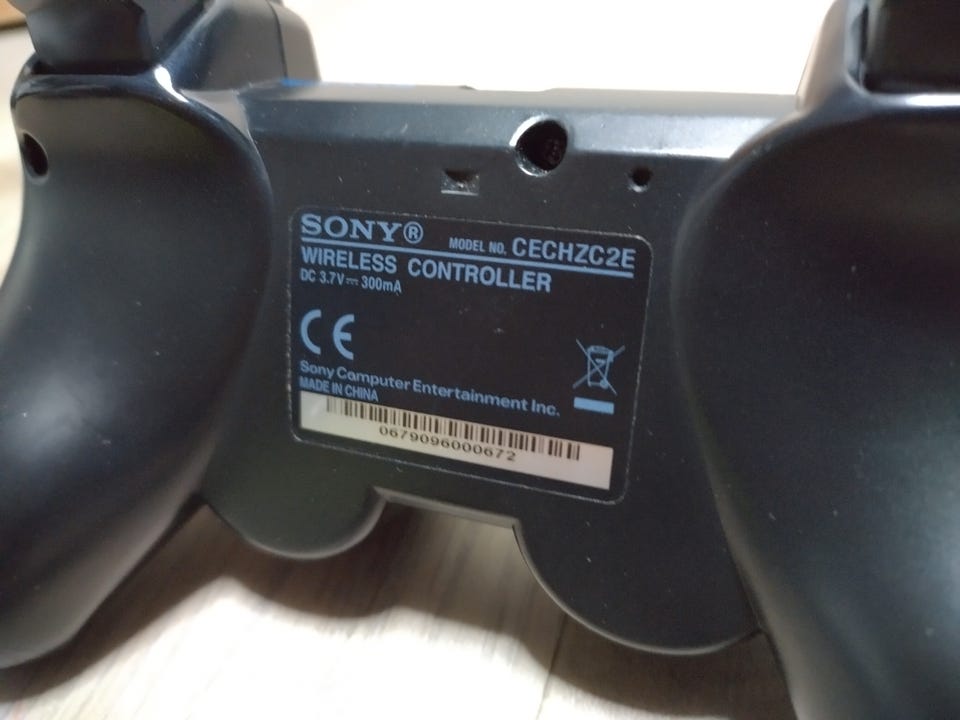 SONY® MODEL NO. CECHZC2E
WIRELESS CONTROLLER
DC 3.7V⎓300mA
CE
Sony Computer Entertainment Inc.
MADE IN CHINA
0679096000672